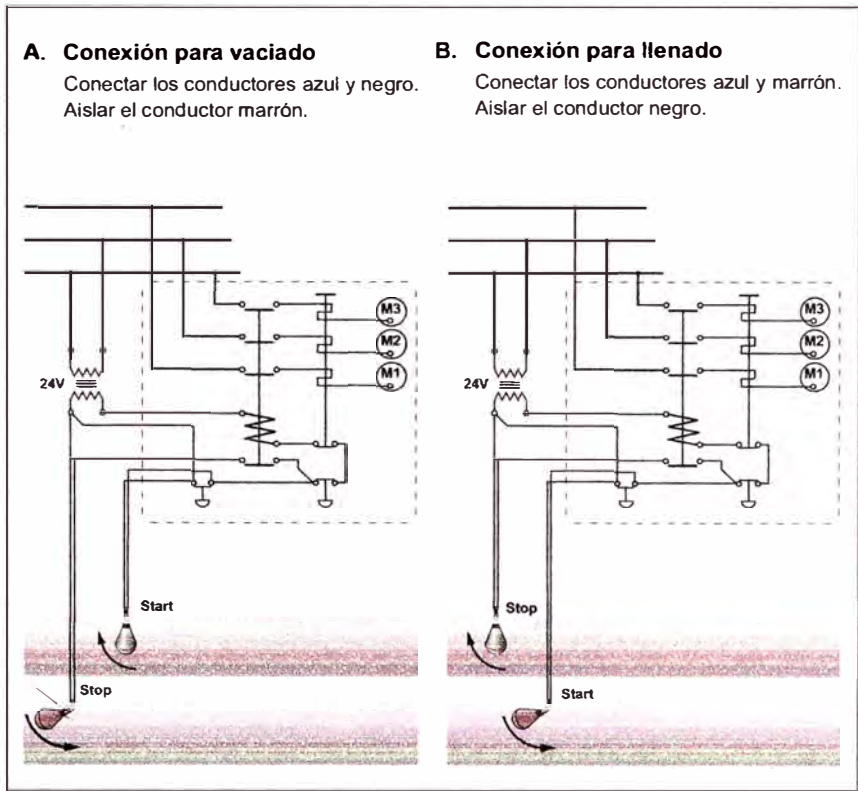 A. Conexión para vaciado
Conectar los conductores azul y negro.
Aislar el conductor marrón.
24V
M3
M2
M1
Start
Stop
B. Conexión para llenado
Conectar los conductores azul y marrón.
Aislar el conductor negro.
24V
M3
M2
M1
Stop
Start